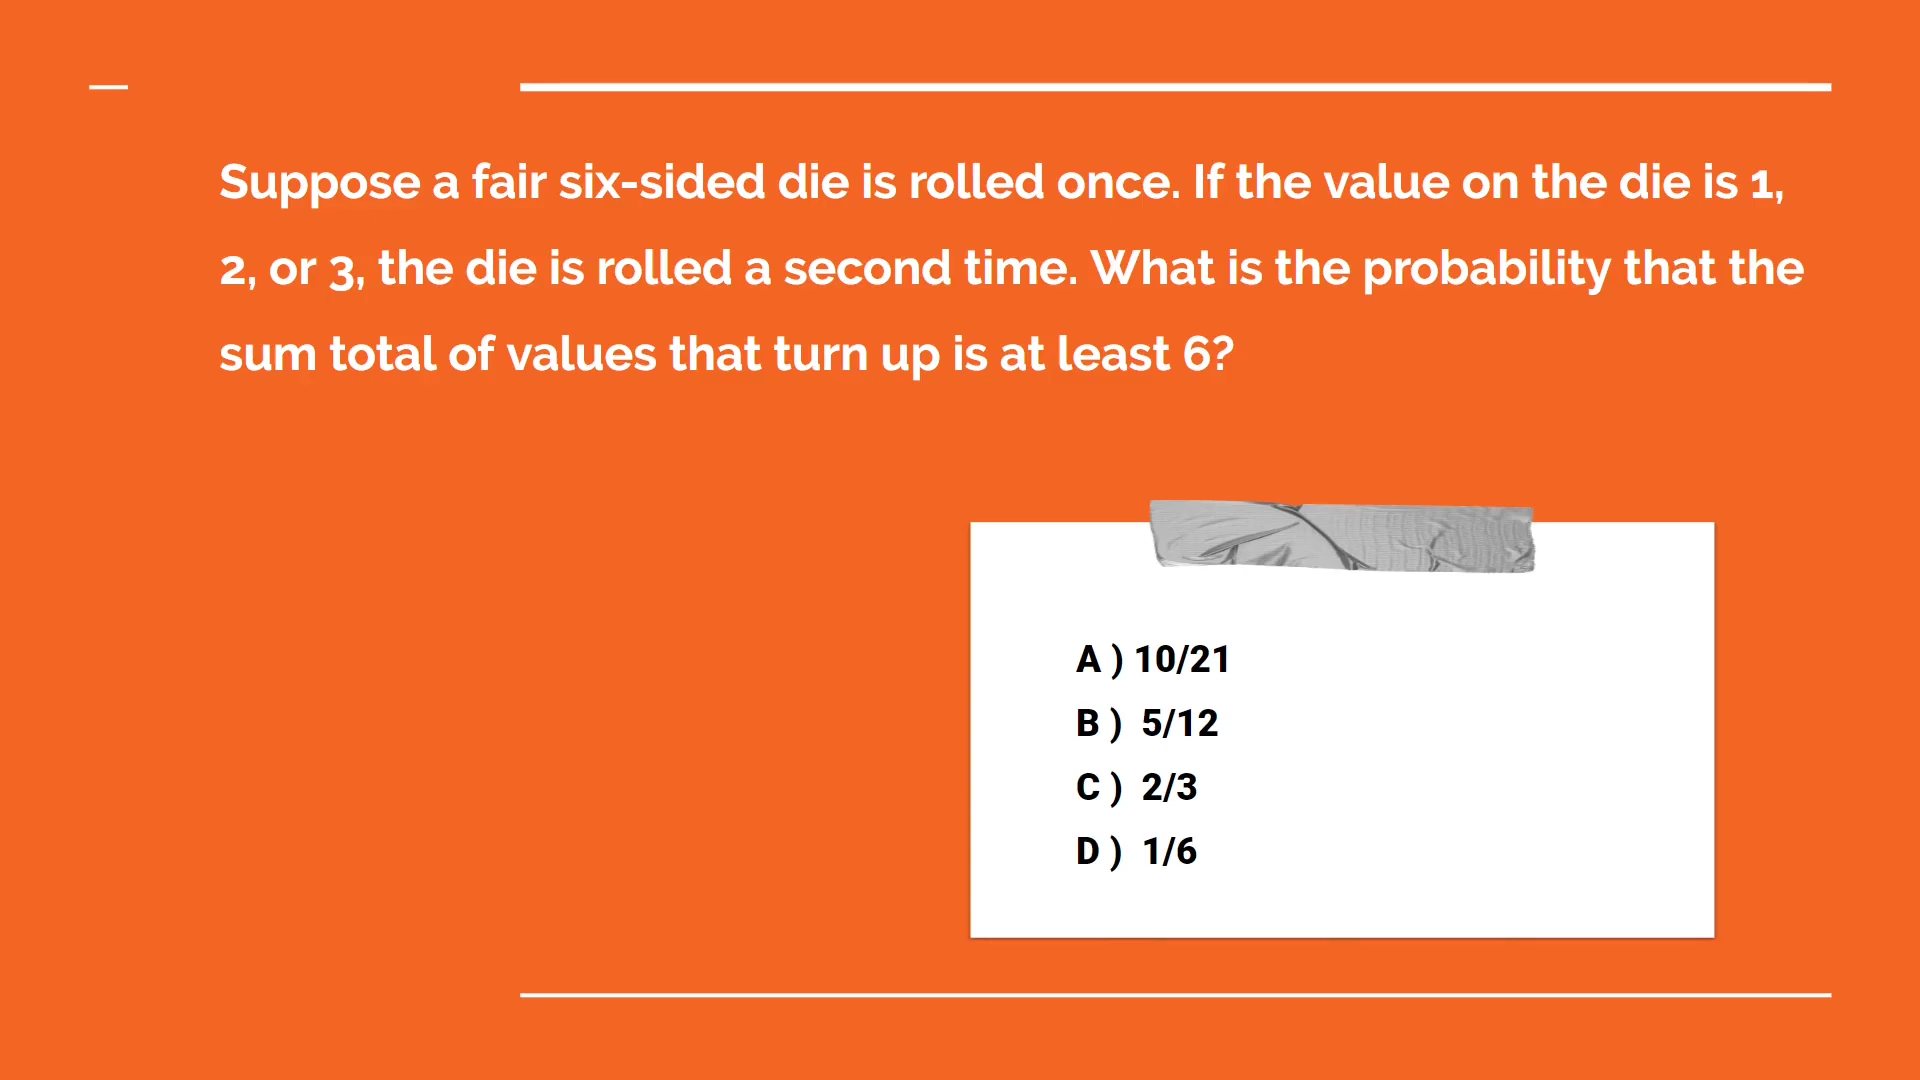 Suppose a fair six-sided die is rolled once. If the value on the die is 1,
2, or 3, the die is rolled a second time. What is the probability that the
sum total of values that turn up is at least 6?
A ) 10/21
B ) 5/12
C ) 2/3
D ) 1/6